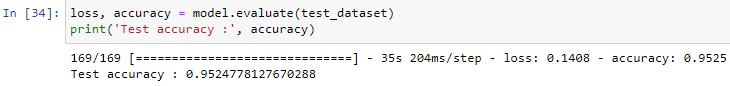 In [34]: loss, accuracy = model.evaluate(test_dataset)
print('Test accuracy :', accuracy)
169/169 [==============================] - 35s 204ms/step - loss: 0.1408 - accuracy: 0.9525
Test accuracy : 0.9524778127670288